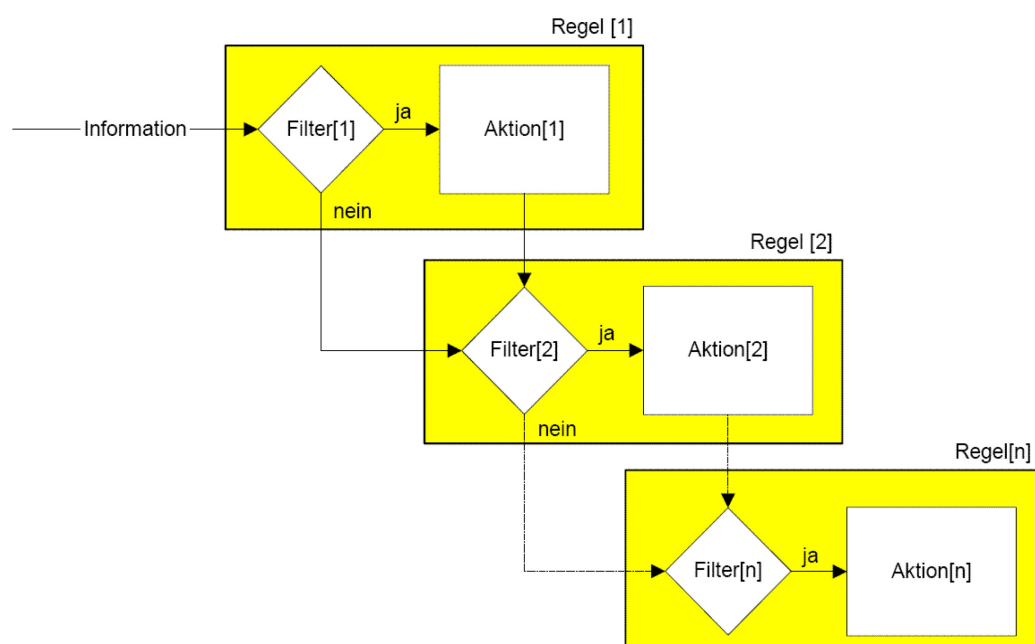 Regel [1]
Information
Filter[1]
ja
Aktion[1]
nein
Regel [2]
Filter[2]
ja
Aktion[2]
nein
Regel[n]
Filter[n]
ja
Aktion[n]